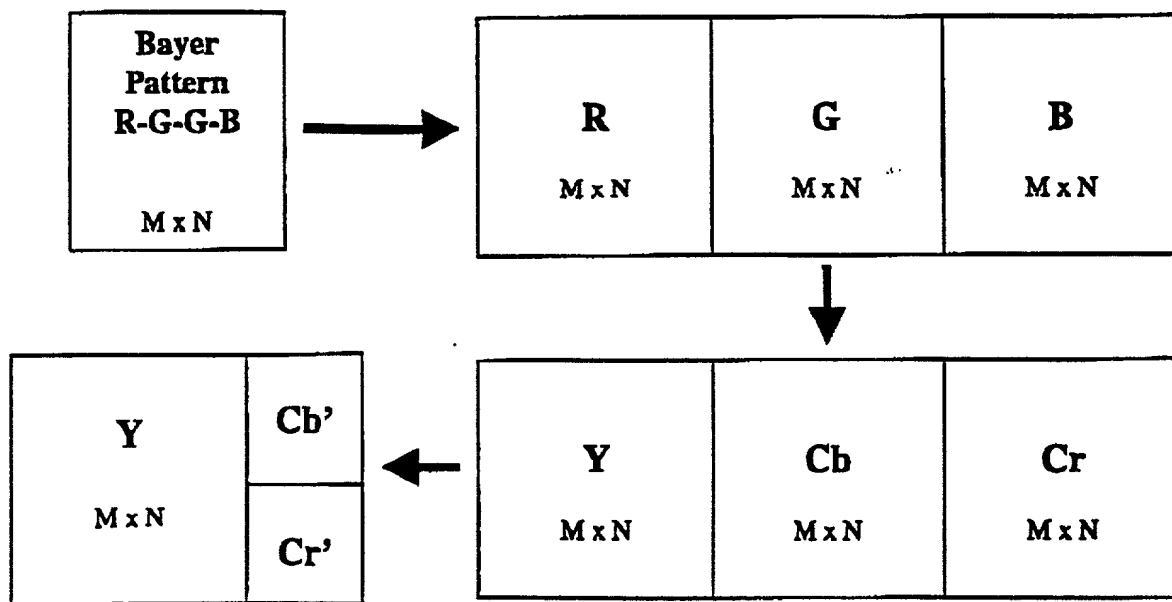 Bayer
Pattern
R-G-G-B
M x N
R
G
B
M x N
M x N
M x N
Y
Cb
Cr
M x N
M x N
M x N
Y
M x N
Cb’
Cr’